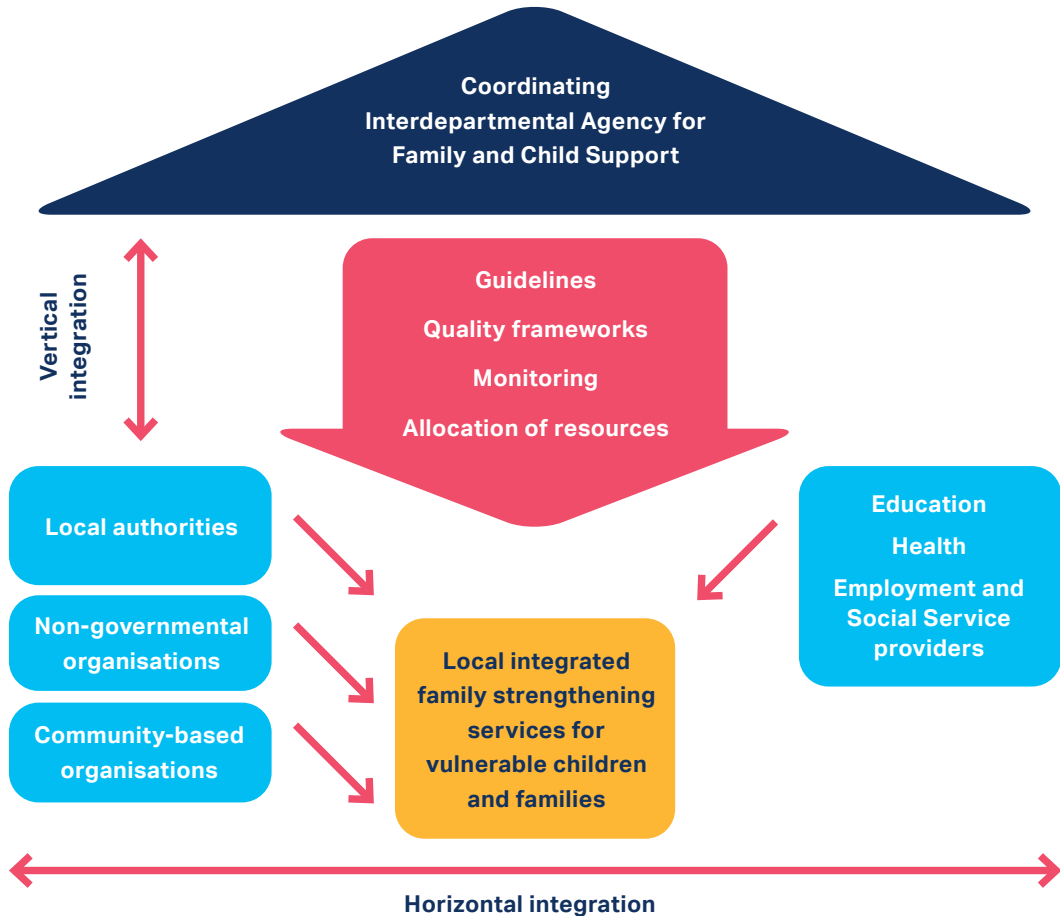 Coordinating
Interdepartmental Agency for
Family and Child Support
Vertical
integration
Guidelines
Quality frameworks
Monitoring
Allocation of resources
Local authorities
Non-governmental
organisations
Community-based
organisations
Local integrated
family strengthening
services for
vulnerable children
and families
Education
Health
Employment and
Social Service
providers
Horizontal integration